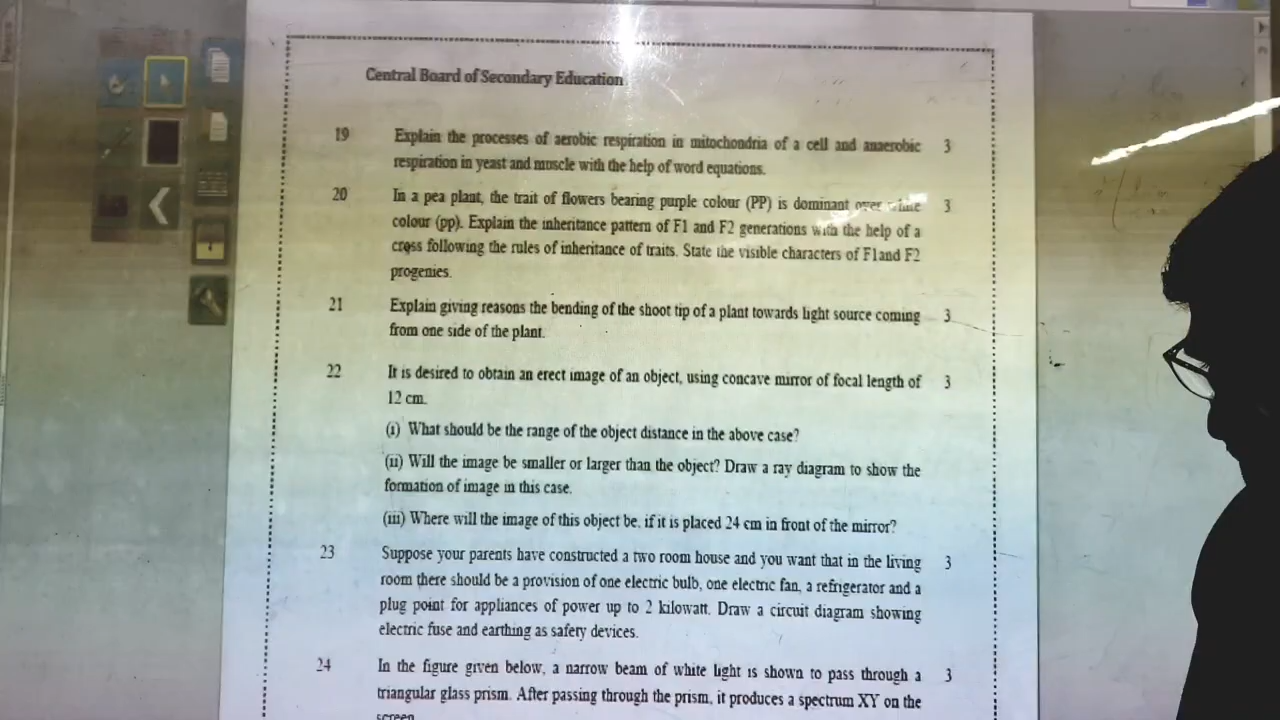 Central Board of Secondary Education
19 Explain the processes of aerobic respiration in mitochondria of a cell and anaerobic 3
respiration in yeast and muscle with the help of word equations.
20 In a pea plant, the trait of flowers bearing purple colour (PP) is dominant over white 3
colour (pp). Explain the inheritance pattern of F1 and F2 generations with the help of a
cross following the rules of inheritance of traits. State the visible characters of F1and F2
progenies.
21 Explain giving reasons the bending of the shoot tip of a plant towards light source coming 3
from one side of the plant.
22 It is desired to obtain an erect image of an object, using concave mirror of focal length of 3
12 cm.
(i) What should be the range of the object distance in the above case?
(ii) Will the image be smaller or larger than the object? Draw a ray diagram to show the
formation of image in this case.
(iii) Where will the image of this object be, if it is placed 24 cm in front of the mirror?
23 Suppose your parents have constructed a two room house and you want that in the living 3
room there should be a provision of one electric bulb, one electric fan, a refrigerator and a
plug point for appliances of power up to 2 kilowatt. Draw a circuit diagram showing
electric fuse and earthing as safety devices.
24 In the figure given below, a narrow beam of white light is shown to pass through a 3
triangular glass prism. After passing through the prism, it produces a spectrum XY on the
screen